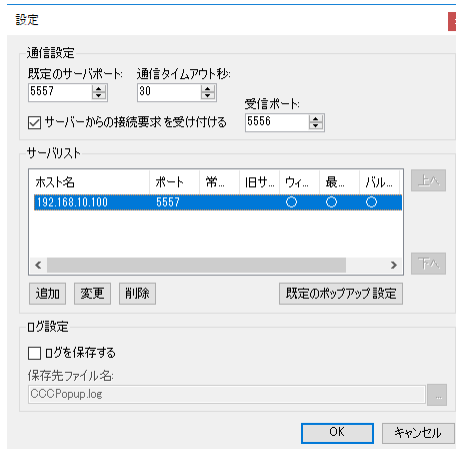 設定
通信設定
既定のサーバポート: 通信タイムアウト秒:
5557 30
受信ポート:
サーバーからの接続要求を受け付ける 5556
サーバリスト
ホスト名 ポート 常... 旧サ... ウィ... 最... バル...
192.168.10.100 5557 ○ ○ ○
上へ
下へ
追加 変更 削除 既定のポップアップ設定
ログ設定
ログを保存する
保存先ファイル名:
CCCPopup.log ...
OK キャンセル